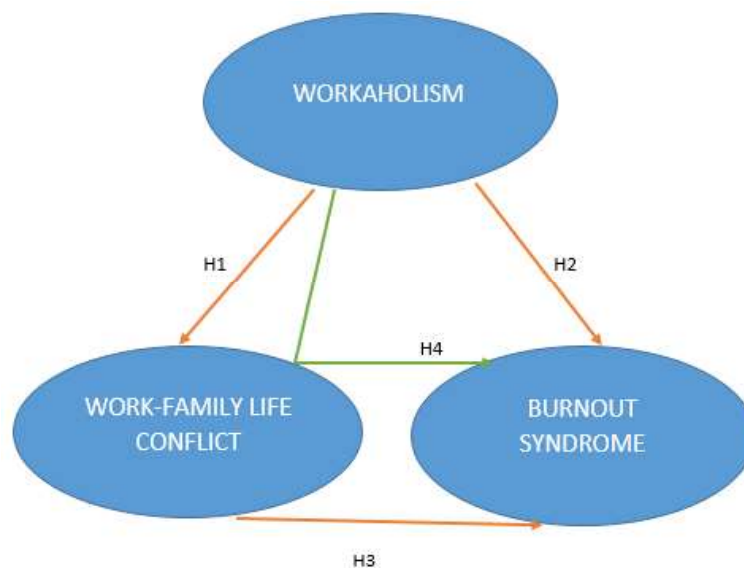 WORKAHOLISM
H1
H2
H4
WORK-FAMILY LIFE
CONFLICT
BURNOUT
SYNDROME
H3